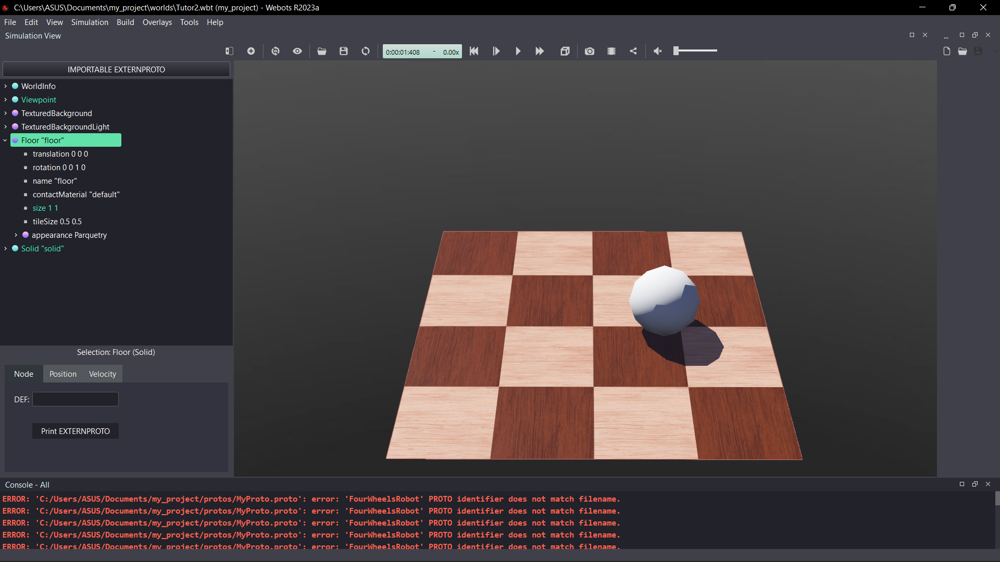 C:\Users\ASUS\Documents\my_project\worlds\Tutor2.wbt (my_project) - Webots R2023a
File Edit View Simulation Build Overlays Tools Help
Simulation View
0:00:01:408 - 0.00x
IMPORTABLE EXTERNPROTO
WorldInfo
Viewpoint
TexturedBackground
TexturedBackgroundLight
Floor "floor"
translation 0 0 0
rotation 0 0 1 0
name "floor"
contactMaterial "default"
size 1 1
tileSize 0.5 0.5
appearance Parquetry
Solid "solid"
Selection: Floor (Solid)
Node Position Velocity
DEF:
Print EXTERNPROTO
Console - All
ERROR: 'C:/Users/ASUS/Documents/my_project/protos/MyProto.proto': error: 'FourWheelsRobot' PROTO identifier does not match filename.
ERROR: 'C:/Users/ASUS/Documents/my_project/protos/MyProto.proto': error: 'FourWheelsRobot' PROTO identifier does not match filename.
ERROR: 'C:/Users/ASUS/Documents/my_project/protos/MyProto.proto': error: 'FourWheelsRobot' PROTO identifier does not match filename.
ERROR: 'C:/Users/ASUS/Documents/my_project/protos/MyProto.proto': error: 'FourWheelsRobot' PROTO identifier does not match filename.
ERROR: 'C:/Users/ASUS/Documents/my_project/protos/MyProto.proto': error: 'FourWheelsRobot' PROTO identifier does not match filename.